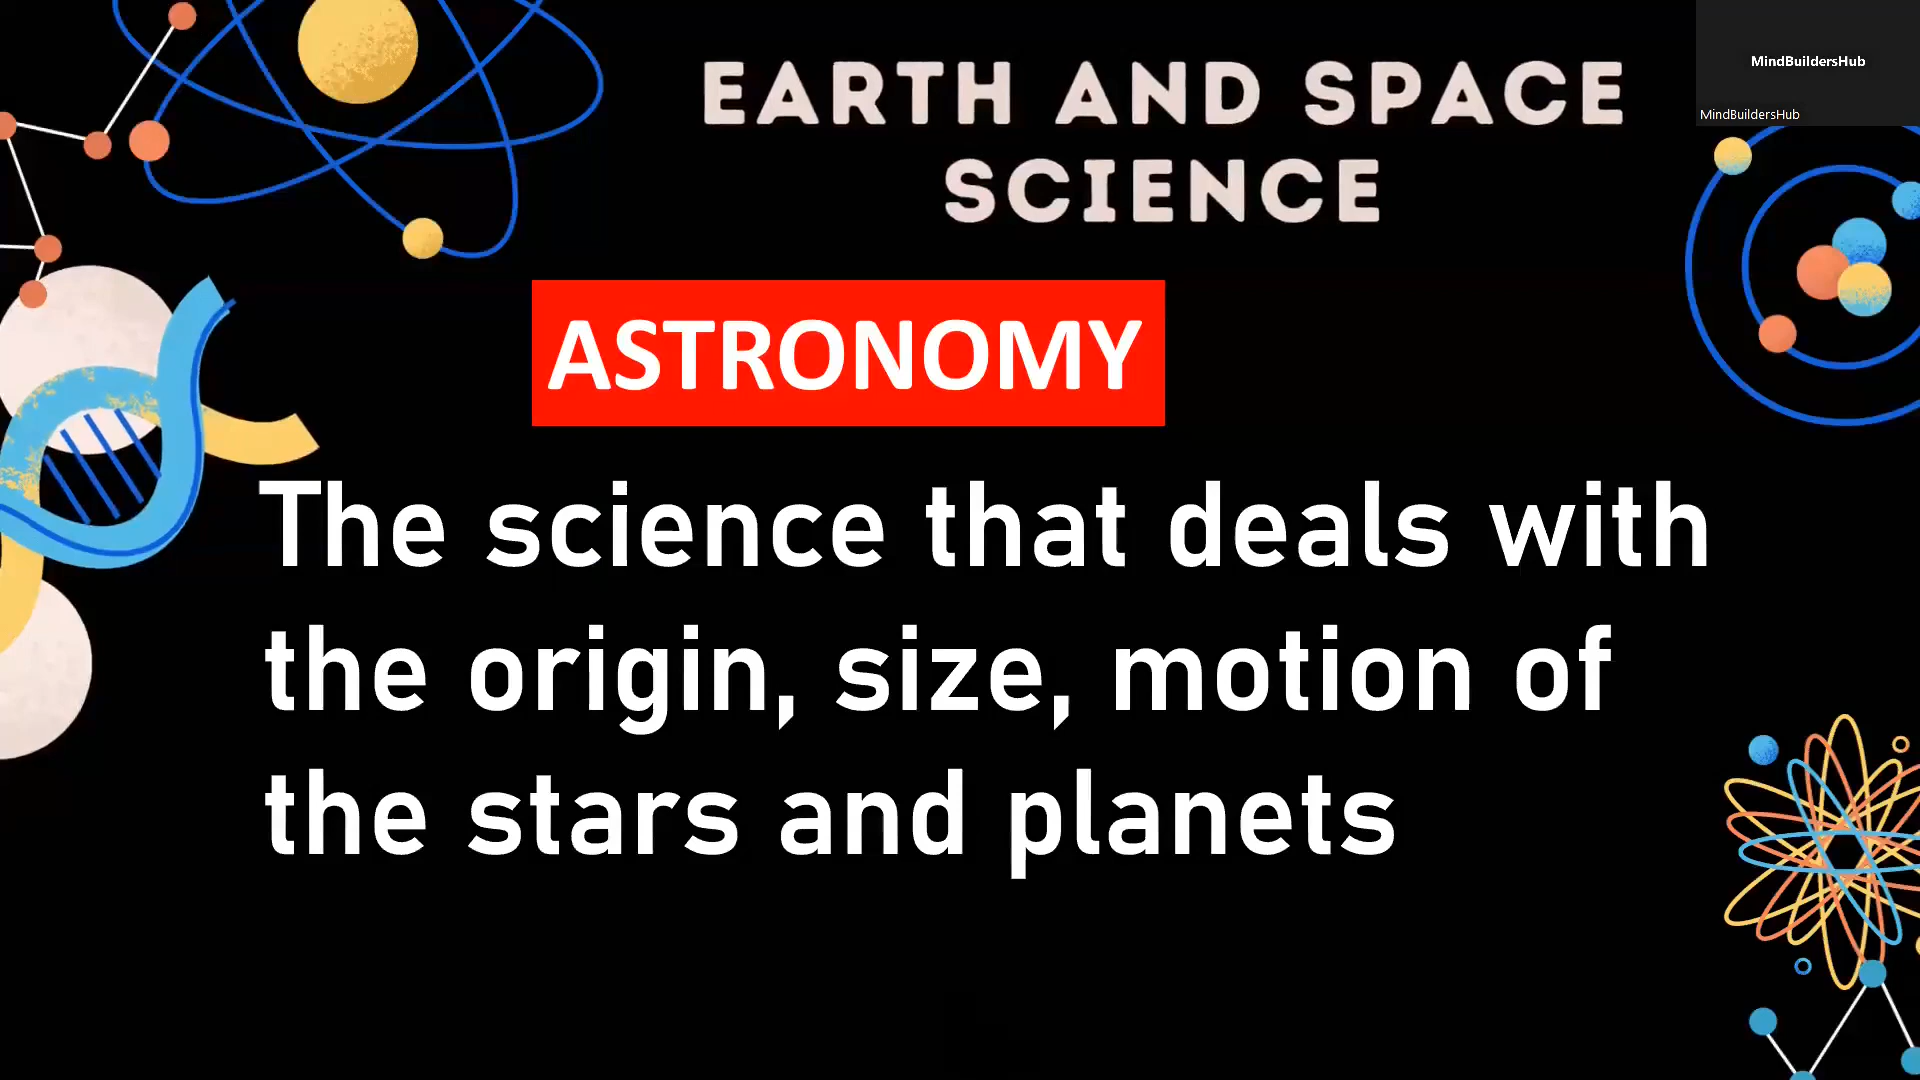 EARTH AND SPACE
SCIENCE
MindBuildersHub
MindBuildersHub
ASTRONOMY
The science that deals with
the origin, size, motion of
the stars and planets